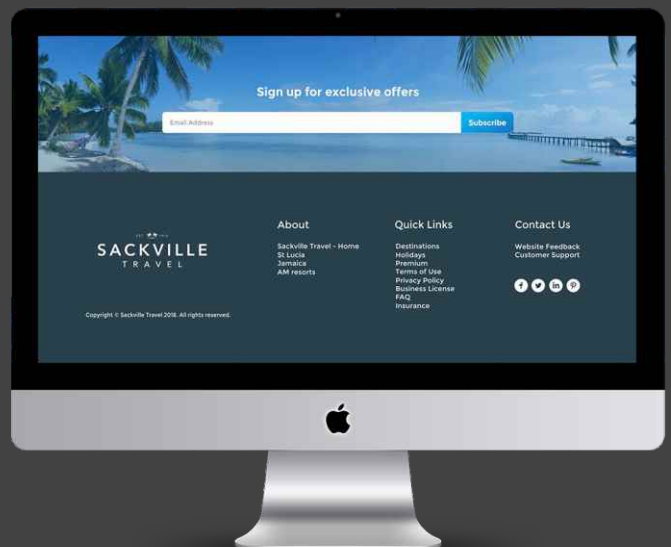 Sign up for exclusive offers
Email Address
Subscribe
SACKVILLE
TRAVEL
Copyright © Sackville Travel 2018. All rights reserved.
About
Sackville Travel - Home
St Lucia
Jamaica
AM resorts
Quick Links
Destinations
Holidays
Premium
Terms of Use
Privacy Policy
Business License
FAQ
Insurance
Contact Us
Website Feedback
Customer Support